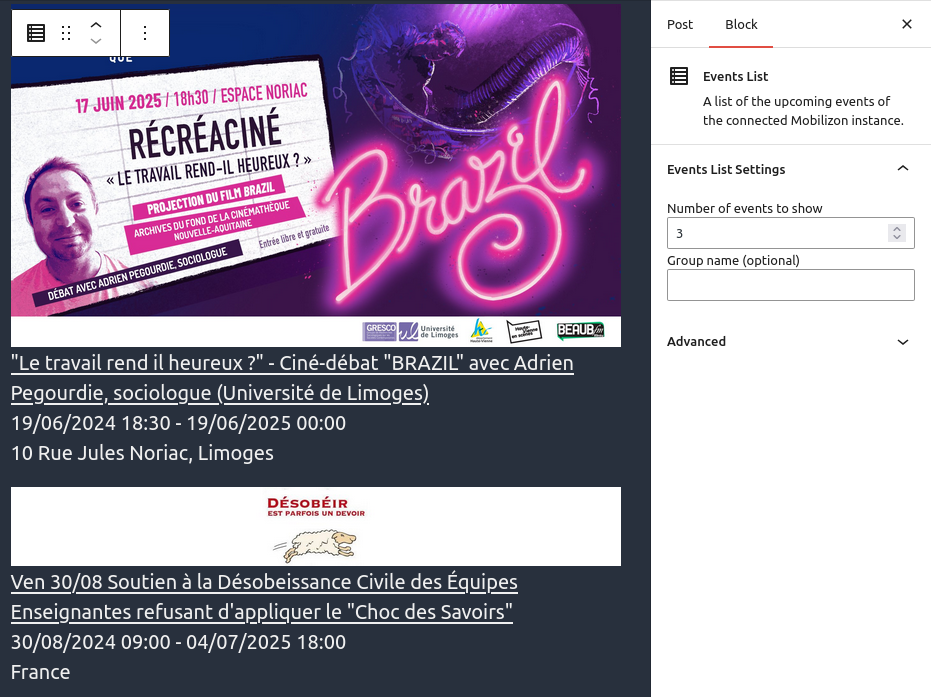 QUE
17 JUIN 2025 / 18h30 / ESPACE NORIAC
RÉCRÉACINÉ
« LE TRAVAIL REND-IL HEUREUX ? »
PROJECTION DU FILM BRAZIL
ARCHIVES DU FOND DE LA CINÉMATHÈQUE
NOUVELLE-AQUITAINE
Entrée libre et gratuite
DÉBAT AVEC ADRIEN PEGOURDIE, SOCIOLOGUE
Brazil
GRESCO
Université
de Limoges
Haute-Vienne
Haute-
Vienne
en scènes
BEAUB fm
"Le travail rend il heureux ?" - Ciné-débat "BRAZIL" avec Adrien
Pegourdie, sociologue (Université de Limoges)
19/06/2024 18:30 - 19/06/2025 00:00
10 Rue Jules Noriac, Limoges
DÉSOBÉIR
EST PARFOIS UN DEVOIR
Ven 30/08 Soutien à la Désobeissance Civile des Équipes
Enseignantes refusant d'appliquer le "Choc des Savoirs"
30/08/2024 09:00 - 04/07/2025 18:00
France
Post
Block
Events List
A list of the upcoming events of
the connected Mobilizon instance.
Events List Settings
Number of events to show
3
Group name (optional)
Advanced